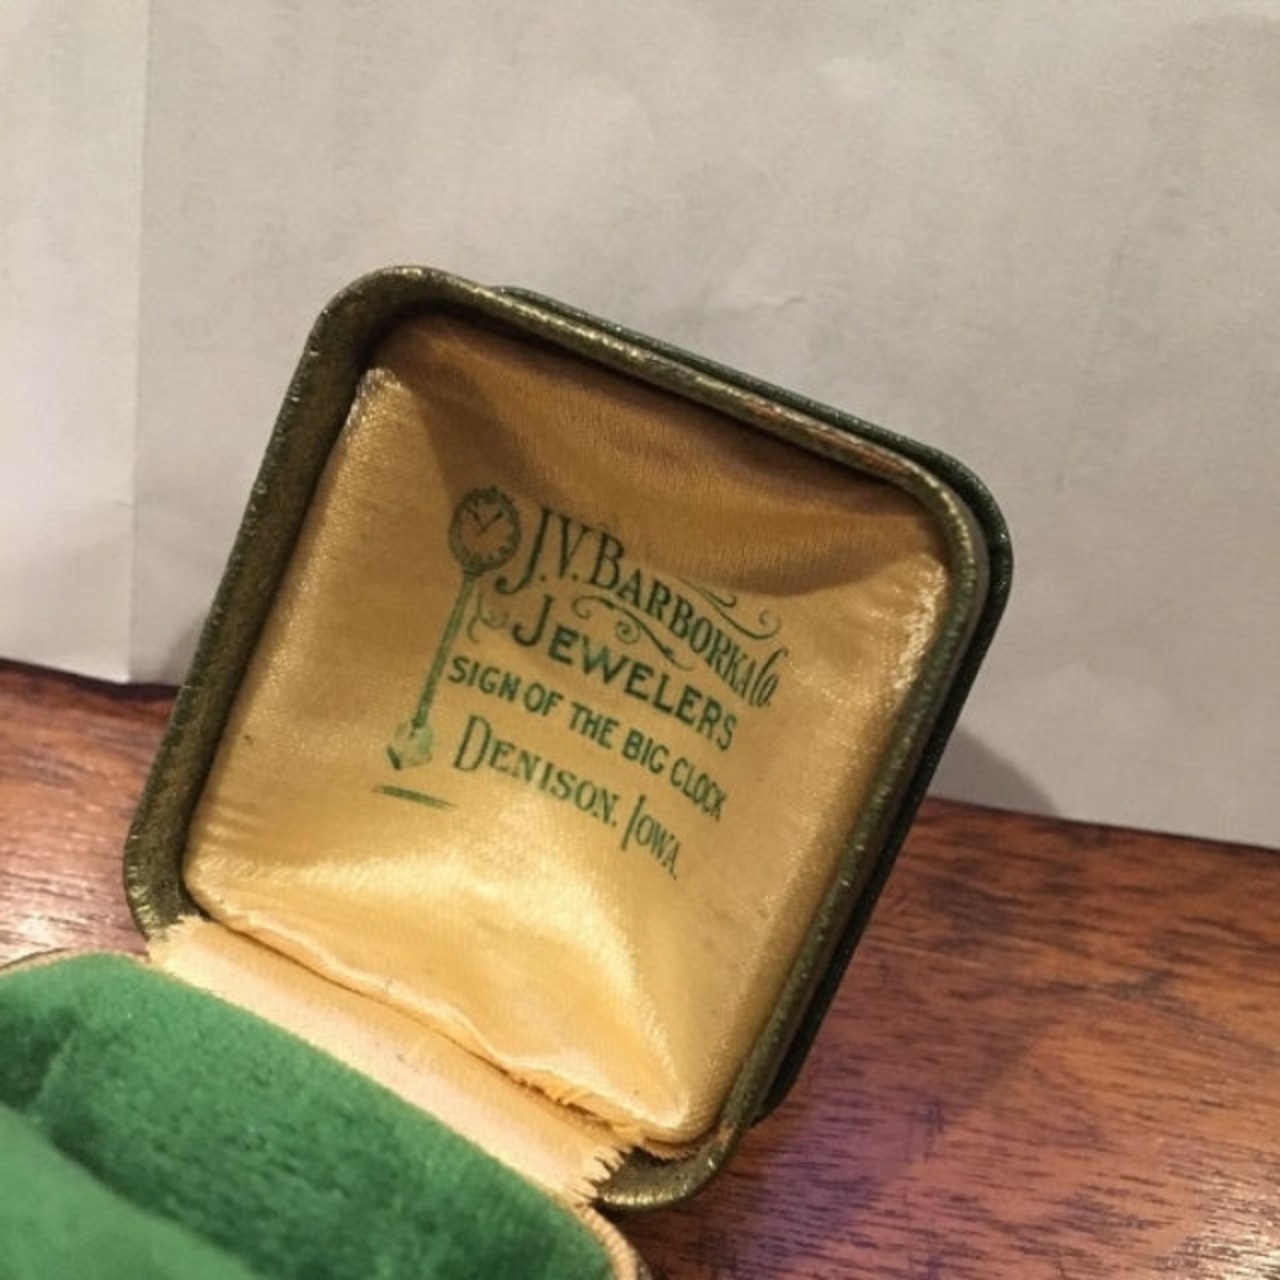 J.V. BARBORKA Co.
JEWELERS
SIGN OF THE BIG CLOCK
DENISON, IOWA.